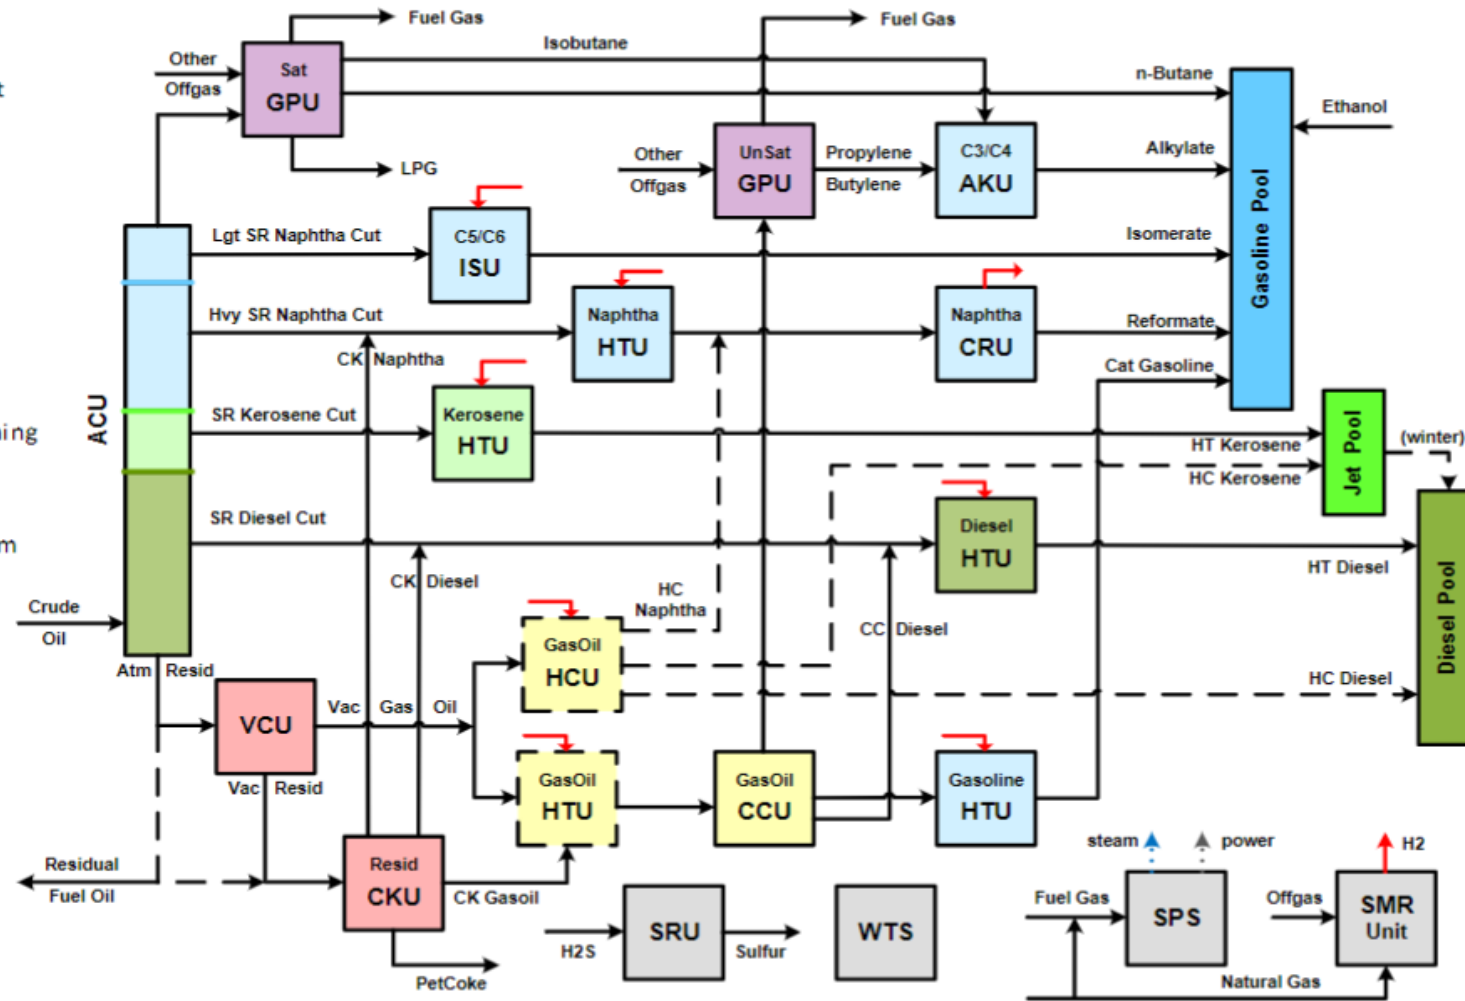 Fuel Gas
Fuel Gas
Isobutane
Other
Offgas
Sat
GPU
n-Butane
t
Ethanol
LPG
Other
Offgas
UnSat
GPU
Propylene
Butylene
C3/C4
AKU
Alkylate
Gasoline Pool
Lgt SR Naphtha Cut
C5/C6
ISU
Isomerate
Hvy SR Naphtha Cut
Naphtha
HTU
Naphtha
CRU
Reformate
CK Naphtha
Cat Gasoline
ACU
SR Kerosene Cut
Kerosene
HTU
ing
HT Kerosene
HC Kerosene
Jet Pool
(winter)
SR Diesel Cut
Diesel
HTU
m
HT Diesel
CK Diesel
HC
Naphtha
CC Diesel
Diesel Pool
Crude
Oil
Atm Resid
GasOil
HCU
HC Diesel
VCU
Vac Gas Oil
Vac Resid
GasOil
HTU
GasOil
CCU
Gasoline
HTU
Residual
Fuel Oil
Resid
CKU
CK Gasoil
PetCoke
H2S
SRU
Sulfur
WTS
steam
power
H2
Fuel Gas
SPS
Offgas
SMR
Unit
Natural Gas